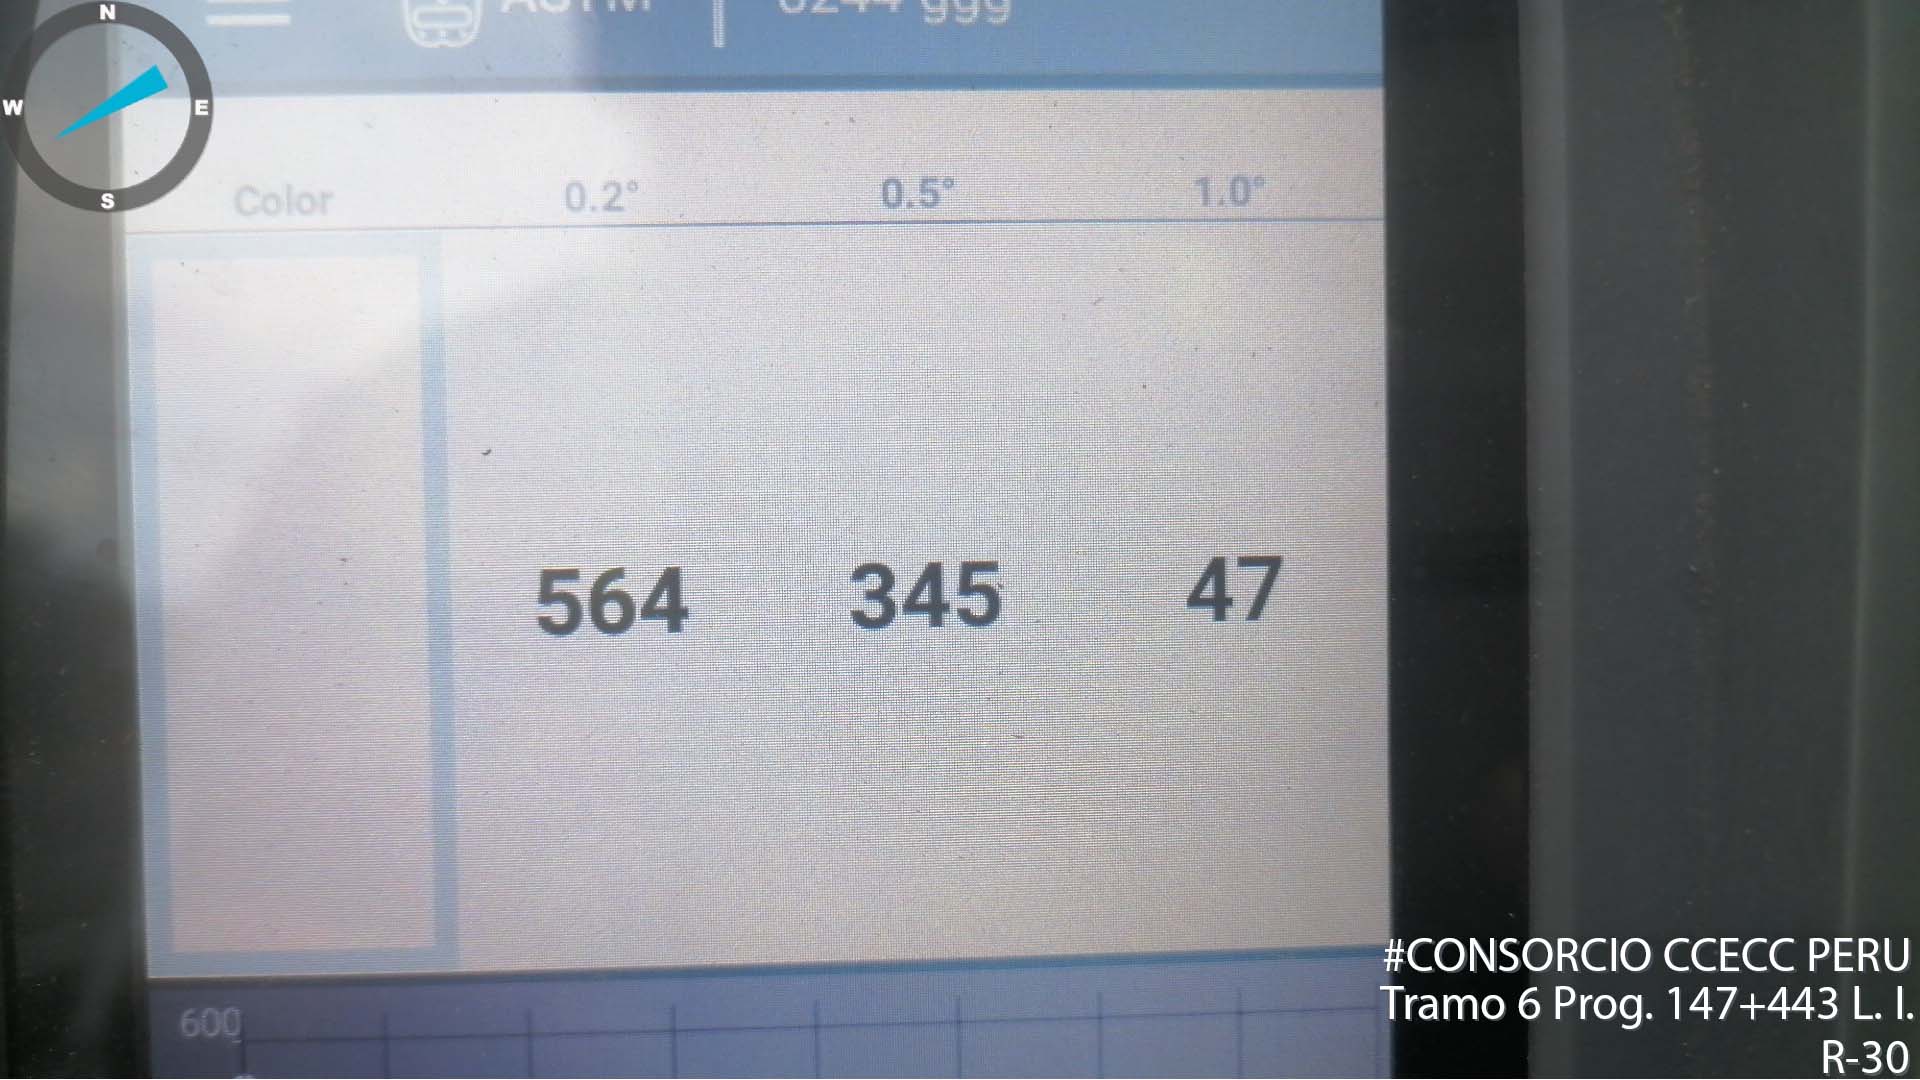 ASTM
Color 0.2° 0.5° 1.0°
564 345 47
600
N
W E
S
#CONSORCIO CCECC PERU
Tramo 6 Prog. 147+443 L. I.
R-30